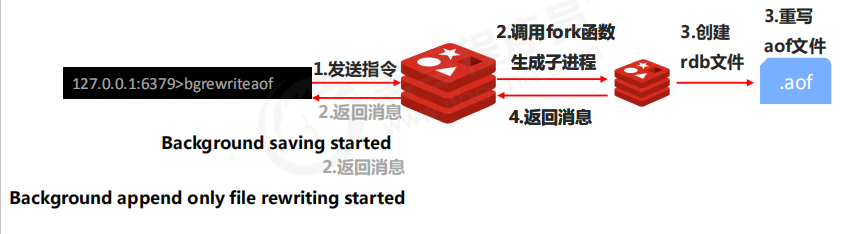 127.0.0.1:6379>bgrewriteaof
1.发送指令
2.返回消息
Background saving started
2.返回消息
Background append only file rewriting started
2.调用fork函数
生成子进程
4.返回消息
3.创建
rdb文件
3.重写
aof文件
.aof